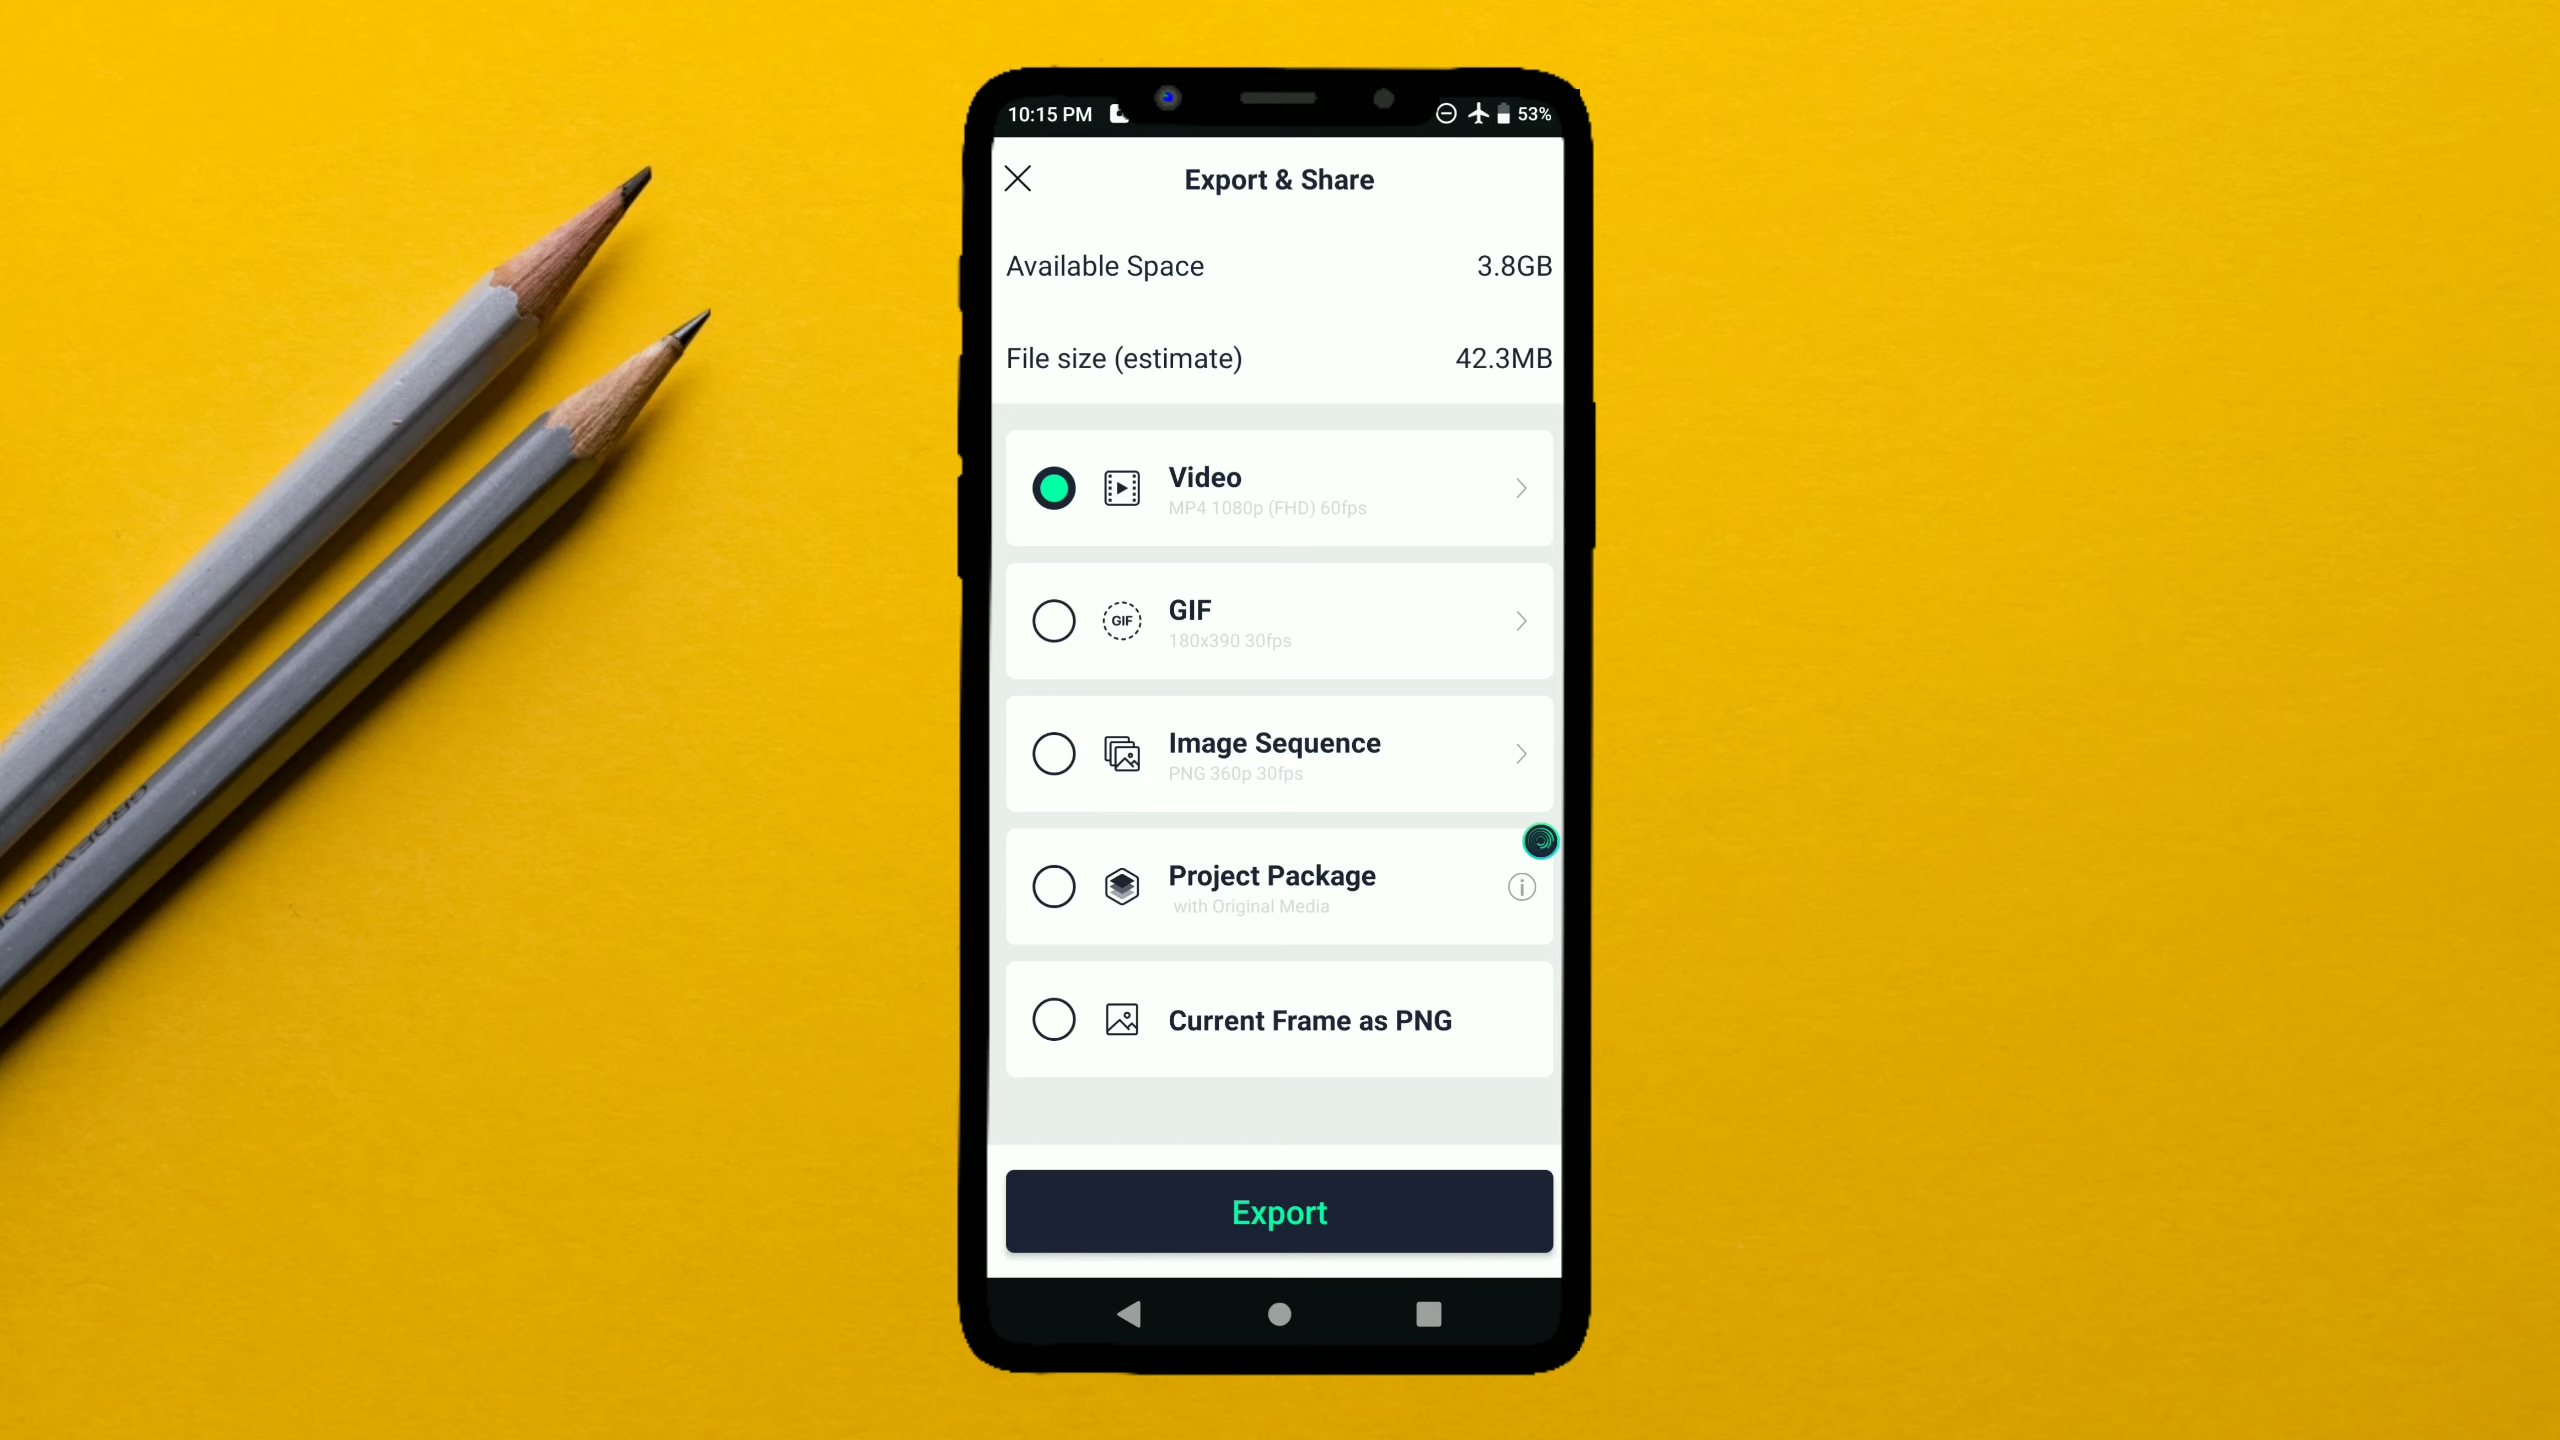 10:15 PM
53%
Export & Share
Available Space 3.8GB
File size (estimate) 42.3MB
Video
MP4 1080p (FHD) 60fps
GIF
GIF
180x390 30fps
Image Sequence
PNG 360p 30fps
Project Package
with Original Media
Current Frame as PNG
Export